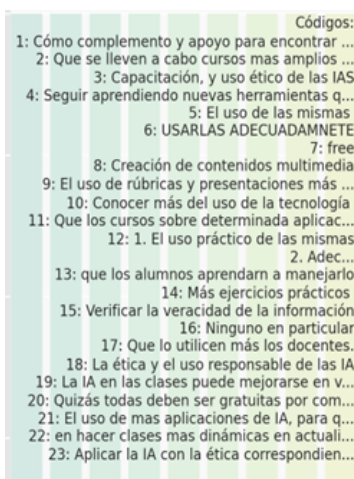 Códigos:
1: Cómo complemento y apoyo para encontrar ...
2: Que se lleven a cabo cursos mas amplios ...
3: Capacitación, y uso ético de las IAS
4: Seguir aprendiendo nuevas herramientas q...
5: El uso de las mismas
6: USARLAS ADECUADAMNETE
7: free
8: Creación de contenidos multimedia
9: El uso de rúbricas y presentaciones más ...
10: Conocer más del uso de la tecnología
11: Que los cursos sobre determinada aplicac...
12: 1. El uso práctico de las mismas
2. Adec...
13: que los alumnos aprendarn a manejarlo
14: Más ejercicios prácticos
15: Verificar la veracidad de la información
16: Ninguno en particular
17: Que lo utilicen más los docentes.
18: La ética y el uso responsable de las IA
19: La IA en las clases puede mejorarse en v...
20: Quizás todas deben ser gratuitas por com...
21: El uso de mas aplicaciones de IA, para q...
22: en hacer clases mas dinámicas en actuali...
23: Aplicar la IA con la ética correspondien...